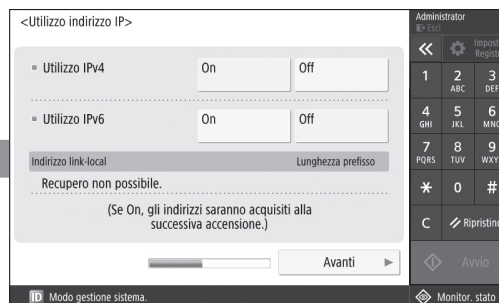 <Utilizzo indirizzo IP>
Utilizzo IPv4
On
Off
Utilizzo IPv6
On
Off
Indirizzo link-local
Lunghezza prefisso
Recupero non possibile.
(Se On, gli indirizzi saranno acquisiti alla
successiva accensione.)
Avanti
ID Modo gestione sistema.
Administrator
Esci
Impost
Registr
1
2
ABC
3
DEF
4
GHI
5
JKL
6
MNO
7
PQRS
8
TUV
9
WXY
*
0
#
C
Ripristino
Avvio
Monitor. stato